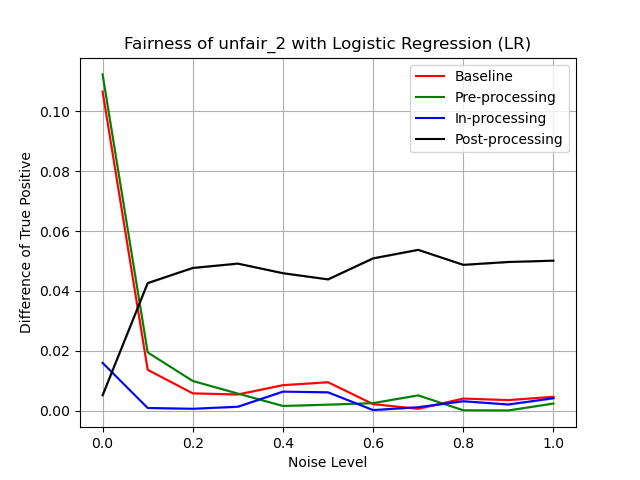 Fairness of unfair_2 with Logistic Regression (LR)
Baseline
Pre-processing
In-processing
Post-processing
Difference of True Positive
0.10
0.08
0.06
0.04
0.02
0.00
0.0 0.2 0.4 0.6 0.8 1.0
Noise Level